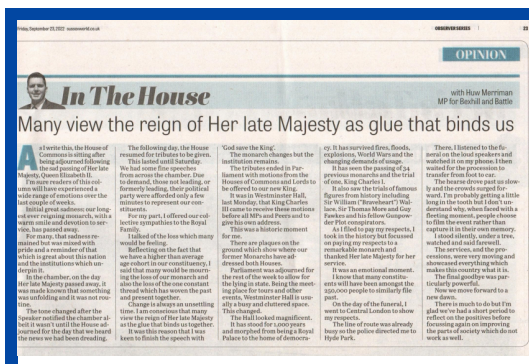 Friday, September 23, 2022 sussexworld.co.uk
OBSERVER SERIES
23
OPINION
In The House
with Huw Merriman
MP for Bexhill and Battle
Many view the reign of Her late Majesty as glue that binds us
As I write this, the House of
Commons is sitting after
being adjourned following
the sad passing of Her late
Majesty, Queen Elizabeth II.
I'm sure readers of this col-
umn will have experienced a
wide range of emotions over the
last couple of weeks.
Initial great sadness: our long-
est ever reigning monarch, with a
warm smile and devotion to ser-
vice, has passed away.
For many, that sadness re-
mained but was mixed with
pride and a reminder of that
which is great about this nation
and the institutions which un-
derpin it.
In the chamber, on the day
Her late Majesty passed away, it
was made known that something
was unfolding and it was not rou-
tine.
The tone changed after the
Speaker notified the chamber al-
beit it wasn't until the House ad-
journed for the day that we heard
the news we had been dreading.
The following day, the House
resumed for tributes to be given.
This lasted until Saturday.
We had some fine speeches
from across the chamber. Due
to demand, those not leading, or
formerly leading, their political
party were afforded only a few
minutes to represent our con-
stituents.
For my part, I offered our col-
lective sympathies to the Royal
Family.
I talked of the loss which many
would be feeling.
Reflecting on the fact that
we have a higher than average
age cohort in our constituency, I
said that many would be mourn-
ing the loss of our monarch and
also the loss of the one constant
thread which has woven the past
and present together.
Change is always an unsettling
time. I am conscious that many
view the reign of Her late Majesty
as the glue that binds us together.
It was this reason that I was
keen to finish the speech with
'God save the King'.
The monarch changes but the
institution remains.
The tributes ended in Par-
liament with motions from the
Houses of Commons and Lords to
be offered to our new King.
It was in Westminster Hall,
last Monday, that King Charles
III came to receive these motions
before all MPs and Peers and to
give his own address.
This was a historic moment
for me.
There are plaques on the
ground which show where our
former Monarchs have ad-
dressed both Houses.
Parliament was adjourned for
the rest of the week to allow for
the lying in state. Being the meet-
ing place for tours and other
events, Westminster Hall is usu-
ally a busy and cluttered space.
This changed.
The Hall looked magnificent.
It has stood for 1,000 years
and morphed from being a Royal
Palace to the home of democra-
cy. It has survived fires, floods,
explosions, World Wars and the
changing demands of usage.
It has seen the passing of 34
previous monarchs and the trial
of one, King Charles I.
It also saw the trials of famous
figures from history including
Sir William ("Braveheart") Wal-
lace, Sir Thomas More and Guy
Fawkes and his fellow Gunpow-
der Plot conspirators.
As I filed to pay my respects, I
took in the history but focussed
on paying my respects to a
remarkable monarch and
thanked Her late Majesty for her
service.
It was an emotional moment.
I know that many constitu-
ents will have been amongst the
250,000 people to similarly file
past.
On the day of the funeral, I
went to Central London to show
my respects.
The line of route was already
busy so the police directed me to
Hyde Park.
There, I listened to the fu-
neral on the loud speakers and
watched it on my phone. I then
waited for the procession to
transfer from foot to car.
The hearse drove past us slow-
ly and the crowds surged for-
ward. I'm probably getting a little
long in the tooth but I don't un-
derstand why, when faced with a
fleeting moment, people choose
to film the event rather than
capture it in their own memory.
I stood silently, under a tree,
watched and said farewell.
The services, and the pro-
cessions, were very moving and
showcased everything which
makes this country what it is.
The final goodbye was par-
ticularly powerful.
Now we move forward to a
new dawn.
There is much to do but I'm
glad we've had a short period to
reflect on the positives before
focussing again on improving
the parts of society which do not
work as well.